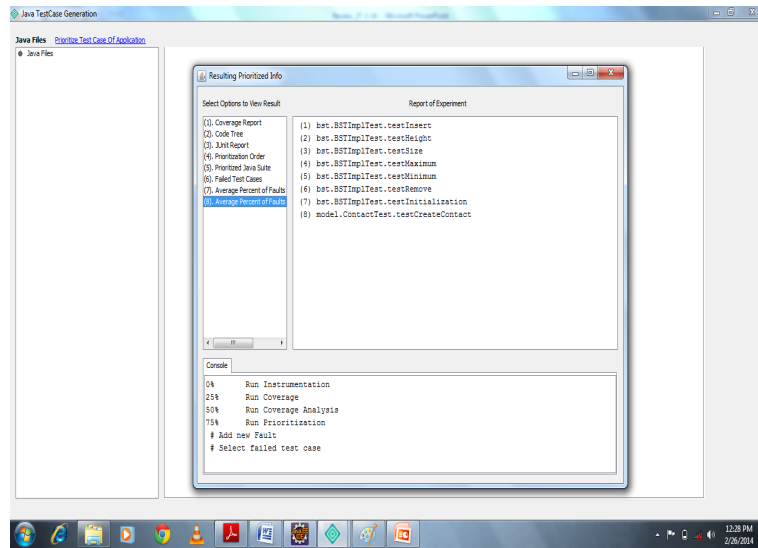 Java TestCase Generation
Java Files Prioritize Test Case Of Application
Java Files
Resulting Prioritized Info
Select Options to View Result
Report of Experiment
(1). Coverage Report
(2). Code Tree
(3). JUnit Report
(4). Prioritization Order
(5). Prioritized Java Suite
(6). Failed Test Cases
(7). Average Percent of Faults
(8). Average Percent of Faults
(1) bst.BSTImplTest.testInsert
(2) bst.BSTImplTest.testHeight
(3) bst.BSTImplTest.testSize
(4) bst.BSTImplTest.testMaximum
(5) bst.BSTImplTest.testMinimum
(6) bst.BSTImplTest.testRemove
(7) bst.BSTImplTest.testInitialization
(8) model.ContactTest.testCreateContact
Console
0% Run Instrumentation
25% Run Coverage
50% Run Coverage Analysis
75% Run Prioritization
# Add new Fault
# Select failed test case
12:28 PM
2/26/2014